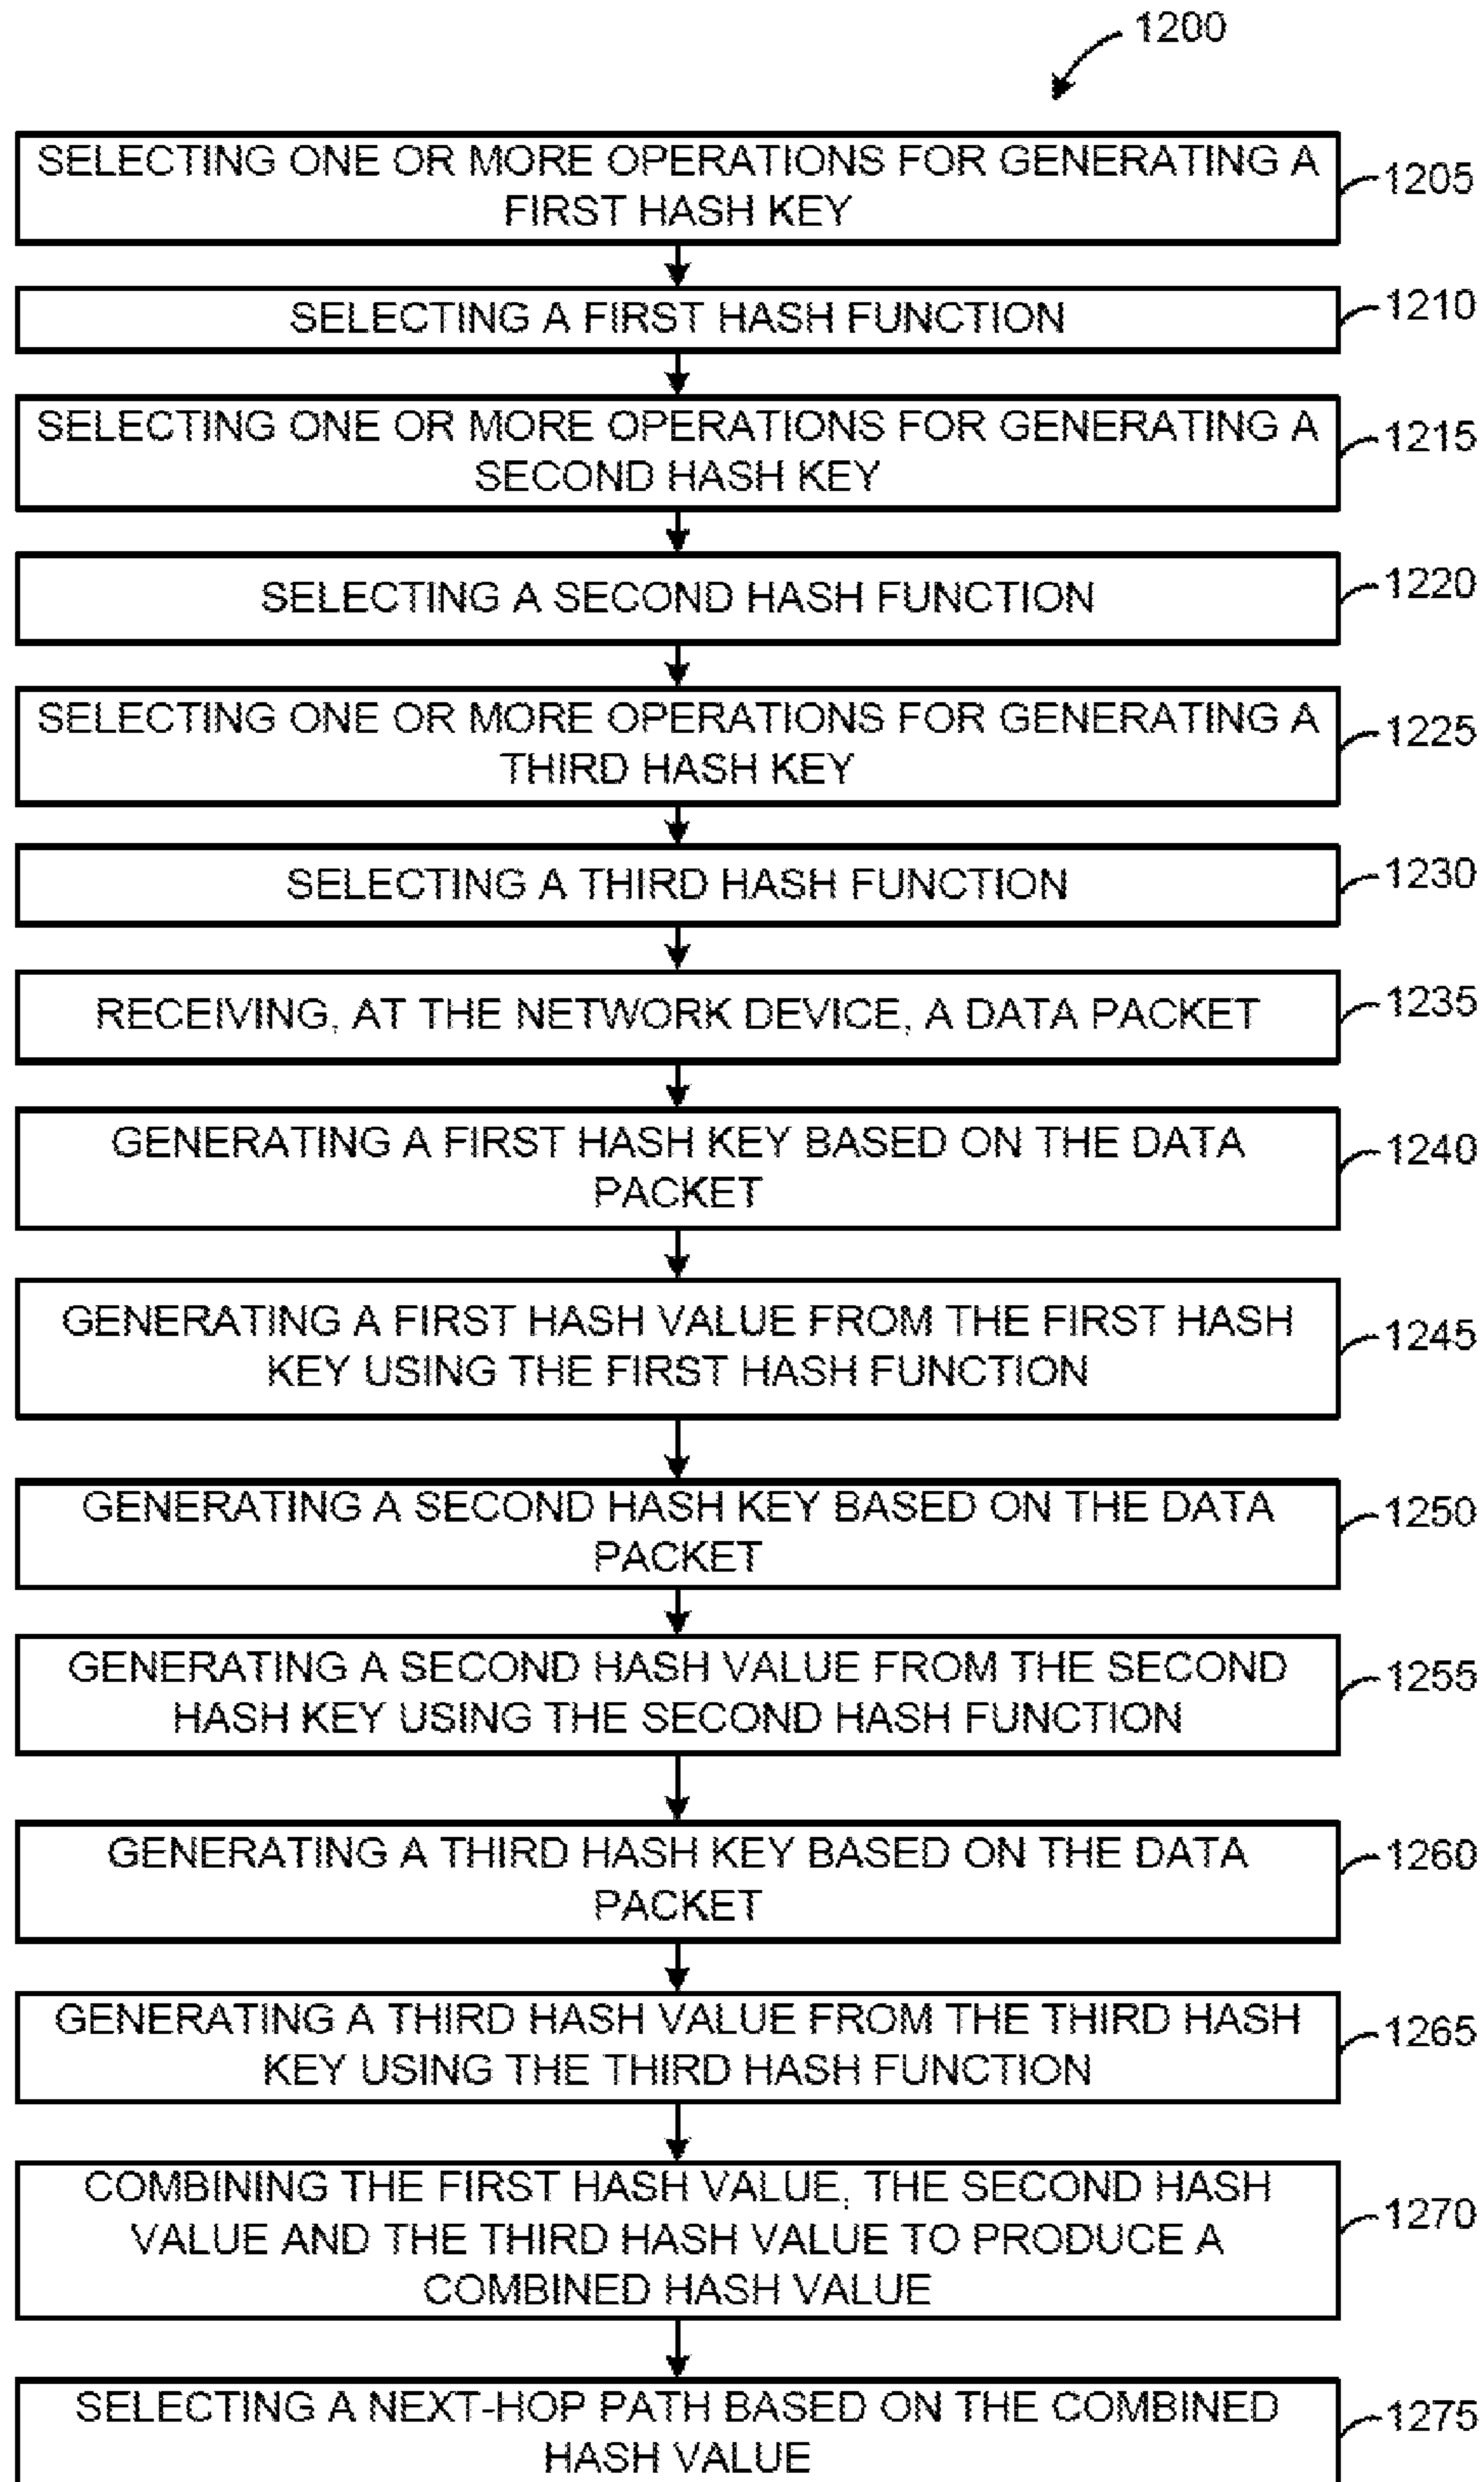 1200
SELECTING ONE OR MORE OPERATIONS FOR GENERATING A
FIRST HASH KEY
1205
SELECTING A FIRST HASH FUNCTION
1210
SELECTING ONE OR MORE OPERATIONS FOR GENERATING A
SECOND HASH KEY
1215
SELECTING A SECOND HASH FUNCTION
1220
SELECTING ONE OR MORE OPERATIONS FOR GENERATING A
THIRD HASH KEY
1225
SELECTING A THIRD HASH FUNCTION
1230
RECEIVING, AT THE NETWORK DEVICE, A DATA PACKET
1235
GENERATING A FIRST HASH KEY BASED ON THE DATA
PACKET
1240
GENERATING A FIRST HASH VALUE FROM THE FIRST HASH
KEY USING THE FIRST HASH FUNCTION
1245
GENERATING A SECOND HASH KEY BASED ON THE DATA
PACKET
1250
GENERATING A SECOND HASH VALUE FROM THE SECOND
HASH KEY USING THE SECOND HASH FUNCTION
1255
GENERATING A THIRD HASH KEY BASED ON THE DATA
PACKET
1260
GENERATING A THIRD HASH VALUE FROM THE THIRD HASH
KEY USING THE THIRD HASH FUNCTION
1265
COMBINING THE FIRST HASH VALUE, THE SECOND HASH
VALUE AND THE THIRD HASH VALUE TO PRODUCE A
COMBINED HASH VALUE
1270
SELECTING A NEXT-HOP PATH BASED ON THE COMBINED
HASH VALUE
1275